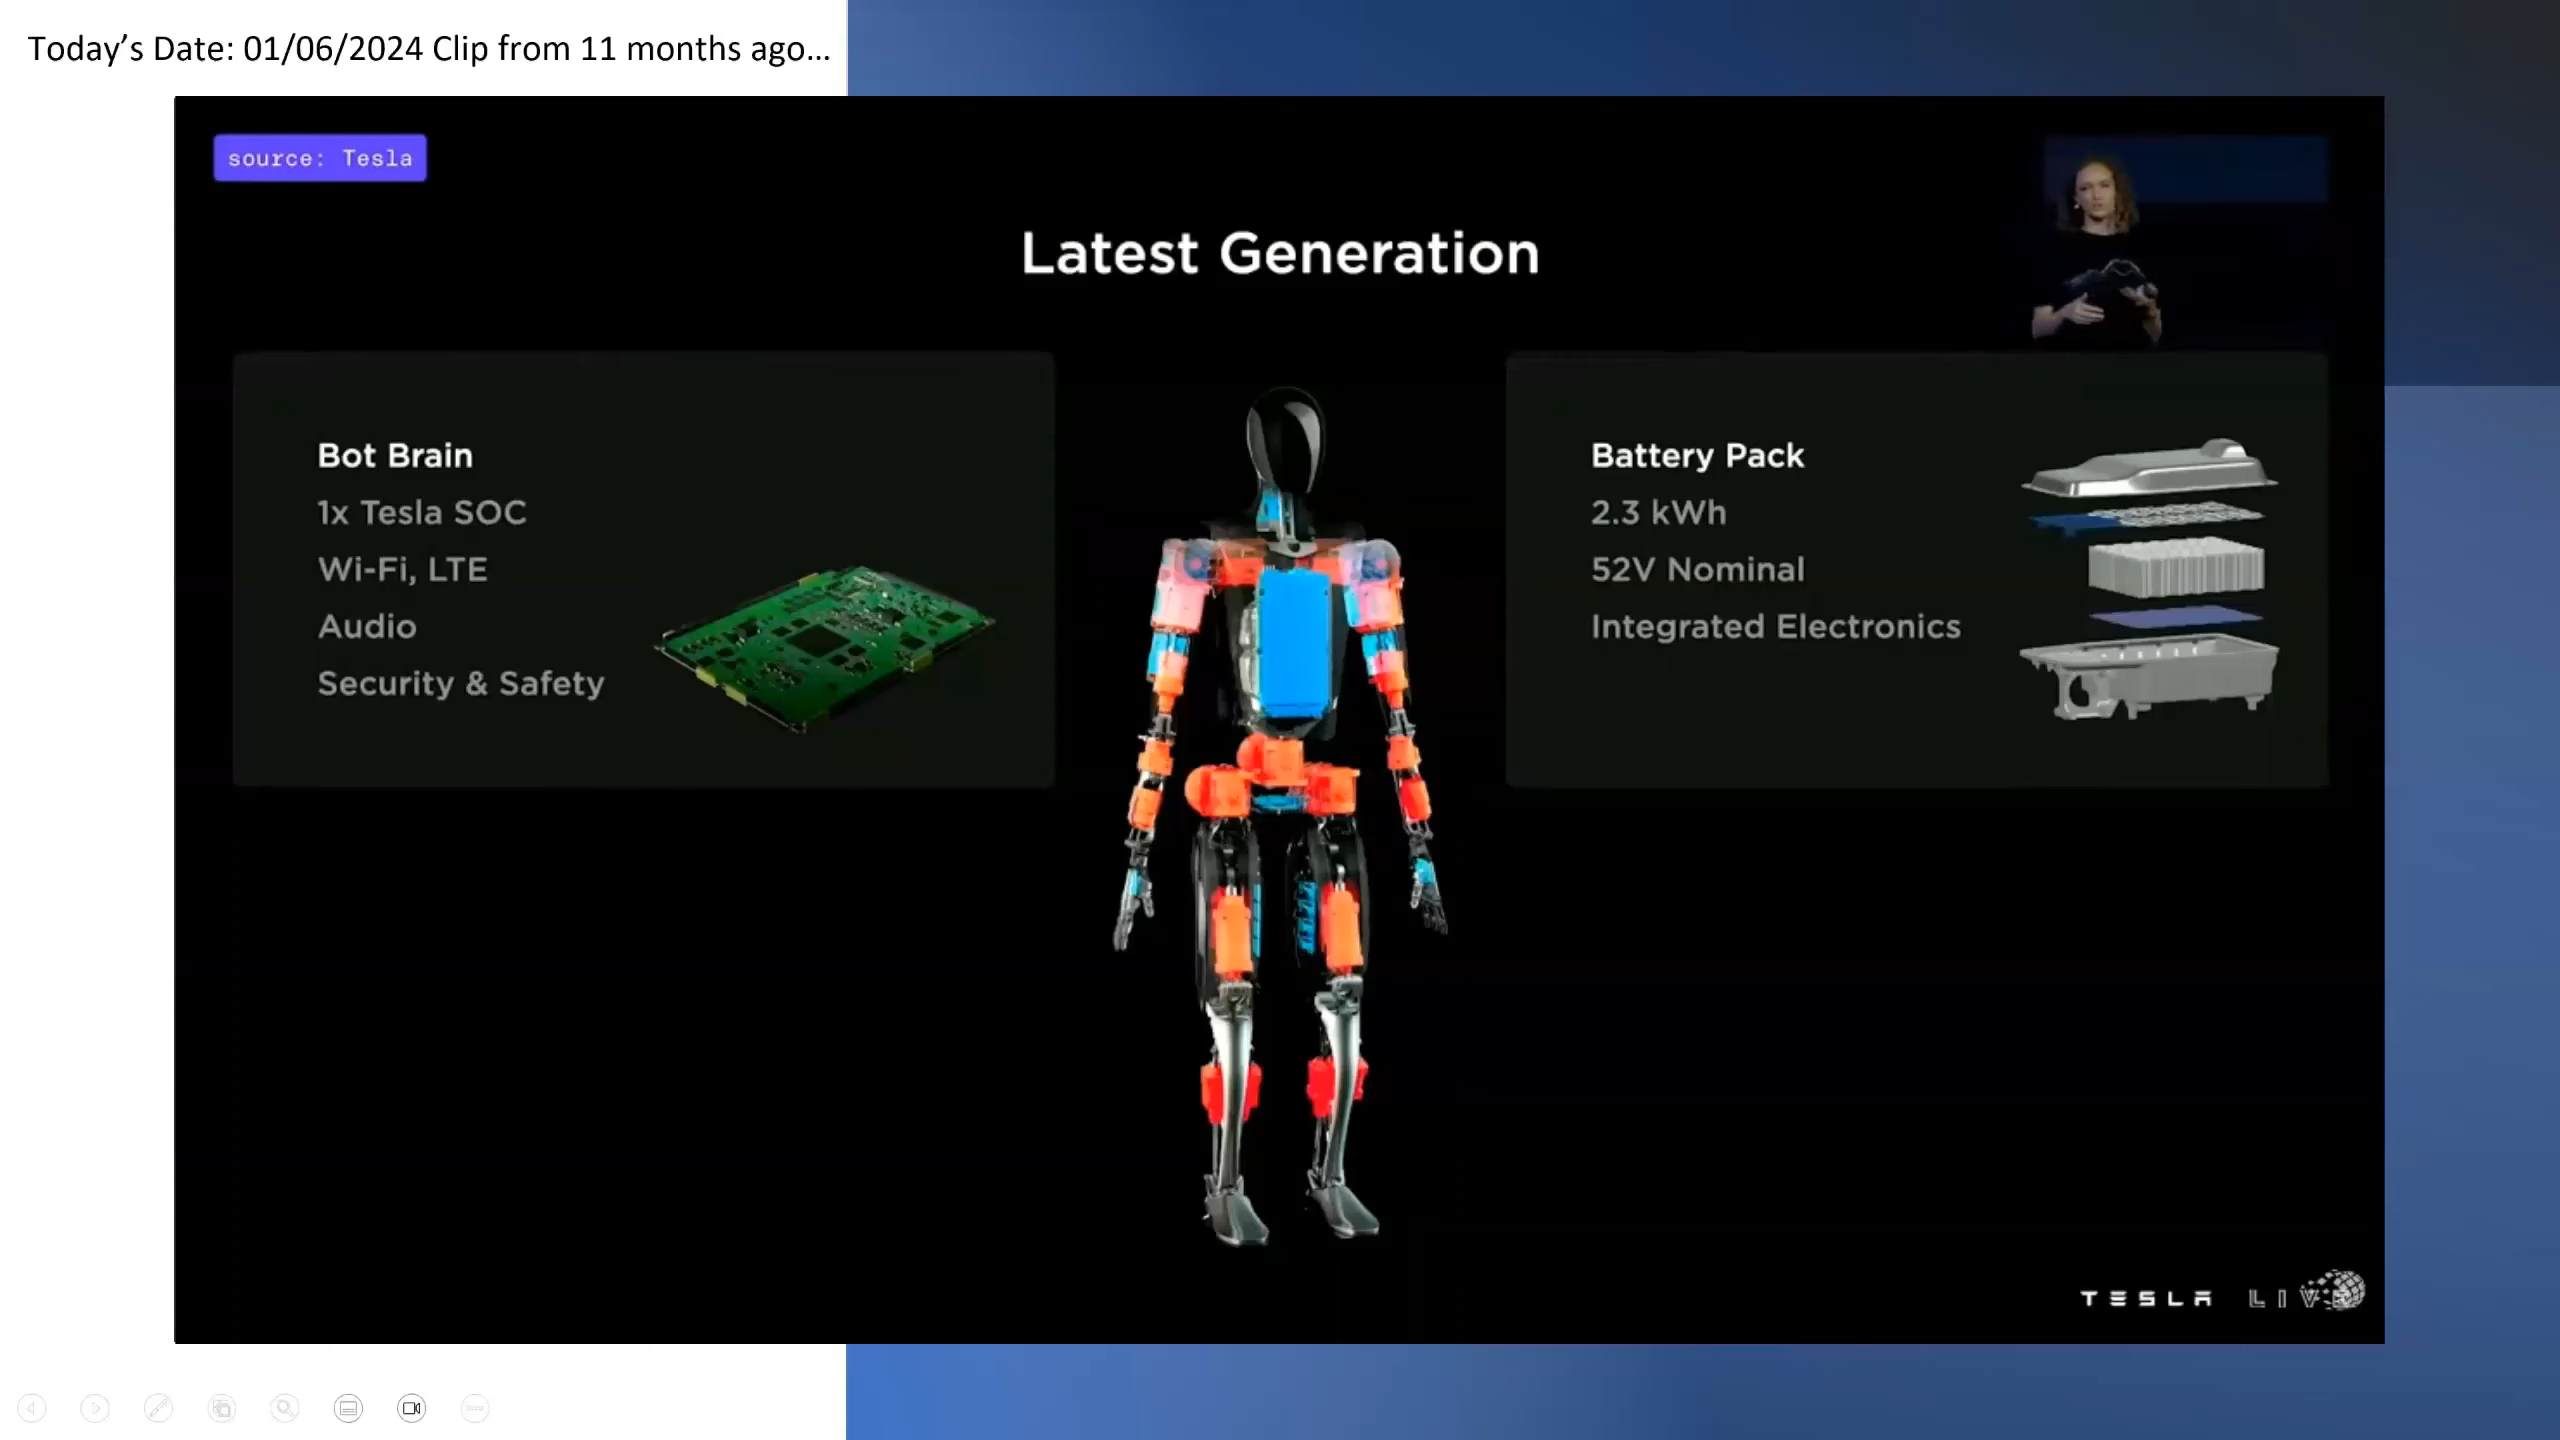 Today’s Date: 01/06/2024 Clip from 11 months ago...
source: Tesla
Latest Generation
Bot Brain
1x Tesla SOC
Wi-Fi, LTE
Audio
Security & Safety
Battery Pack
2.3 kWh
52V Nominal
Integrated Electronics
TESLA LIVE